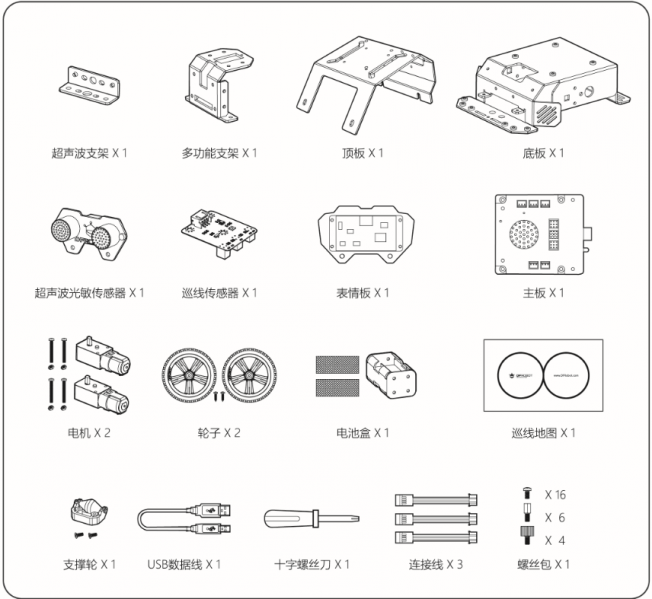 超声波支架 X 1
多功能支架 X 1
顶板 X 1
底板 X 1
超声波光敏传感器 X 1
巡线传感器 X 1
表情板 X 1
主板 X 1
电机 X 2
轮子 X 2
电池盒 X 1
巡线地图 X 1
X 16
X 6
X 4
支撑轮 X 1
USB数据线 X 1
十字螺丝刀 X 1
连接线 X 3
螺丝包 X 1